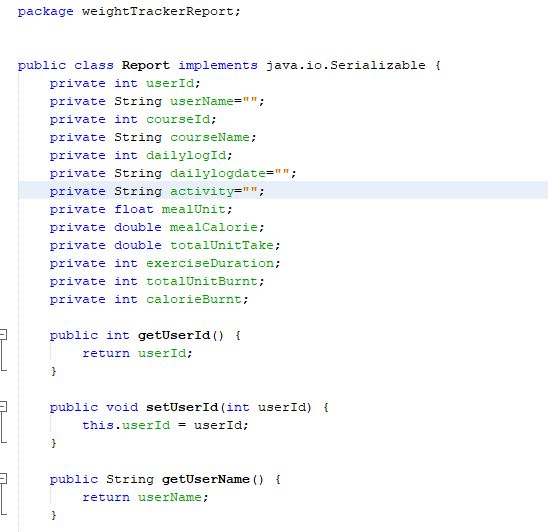 package weightTrackerReport;
public class Report implements java.io.Serializable {
private int userId;
private String userName="";
private int courseId;
private String courseName;
private int dailylogId;
private String dailylogdate="";
private String activity="";
private float mealUnit;
private double mealCalorie;
private double totalUnitTake;
private int exerciseDuration;
private int totalUnitBurnt;
private int calorieBurnt;
public int getUserId() {
return userId;
}
public void setUserId(int userId) {
this.userId = userId;
}
public String getUserName() {
return userName;
}